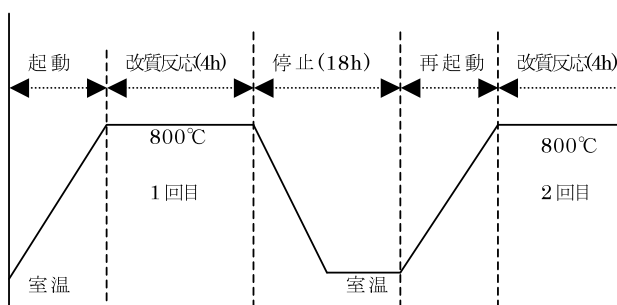 起動 改質反応(4h) 停止(18h) 再起動 改質反応(4h)
800℃ 800℃
1回目 2回目
室温 室温